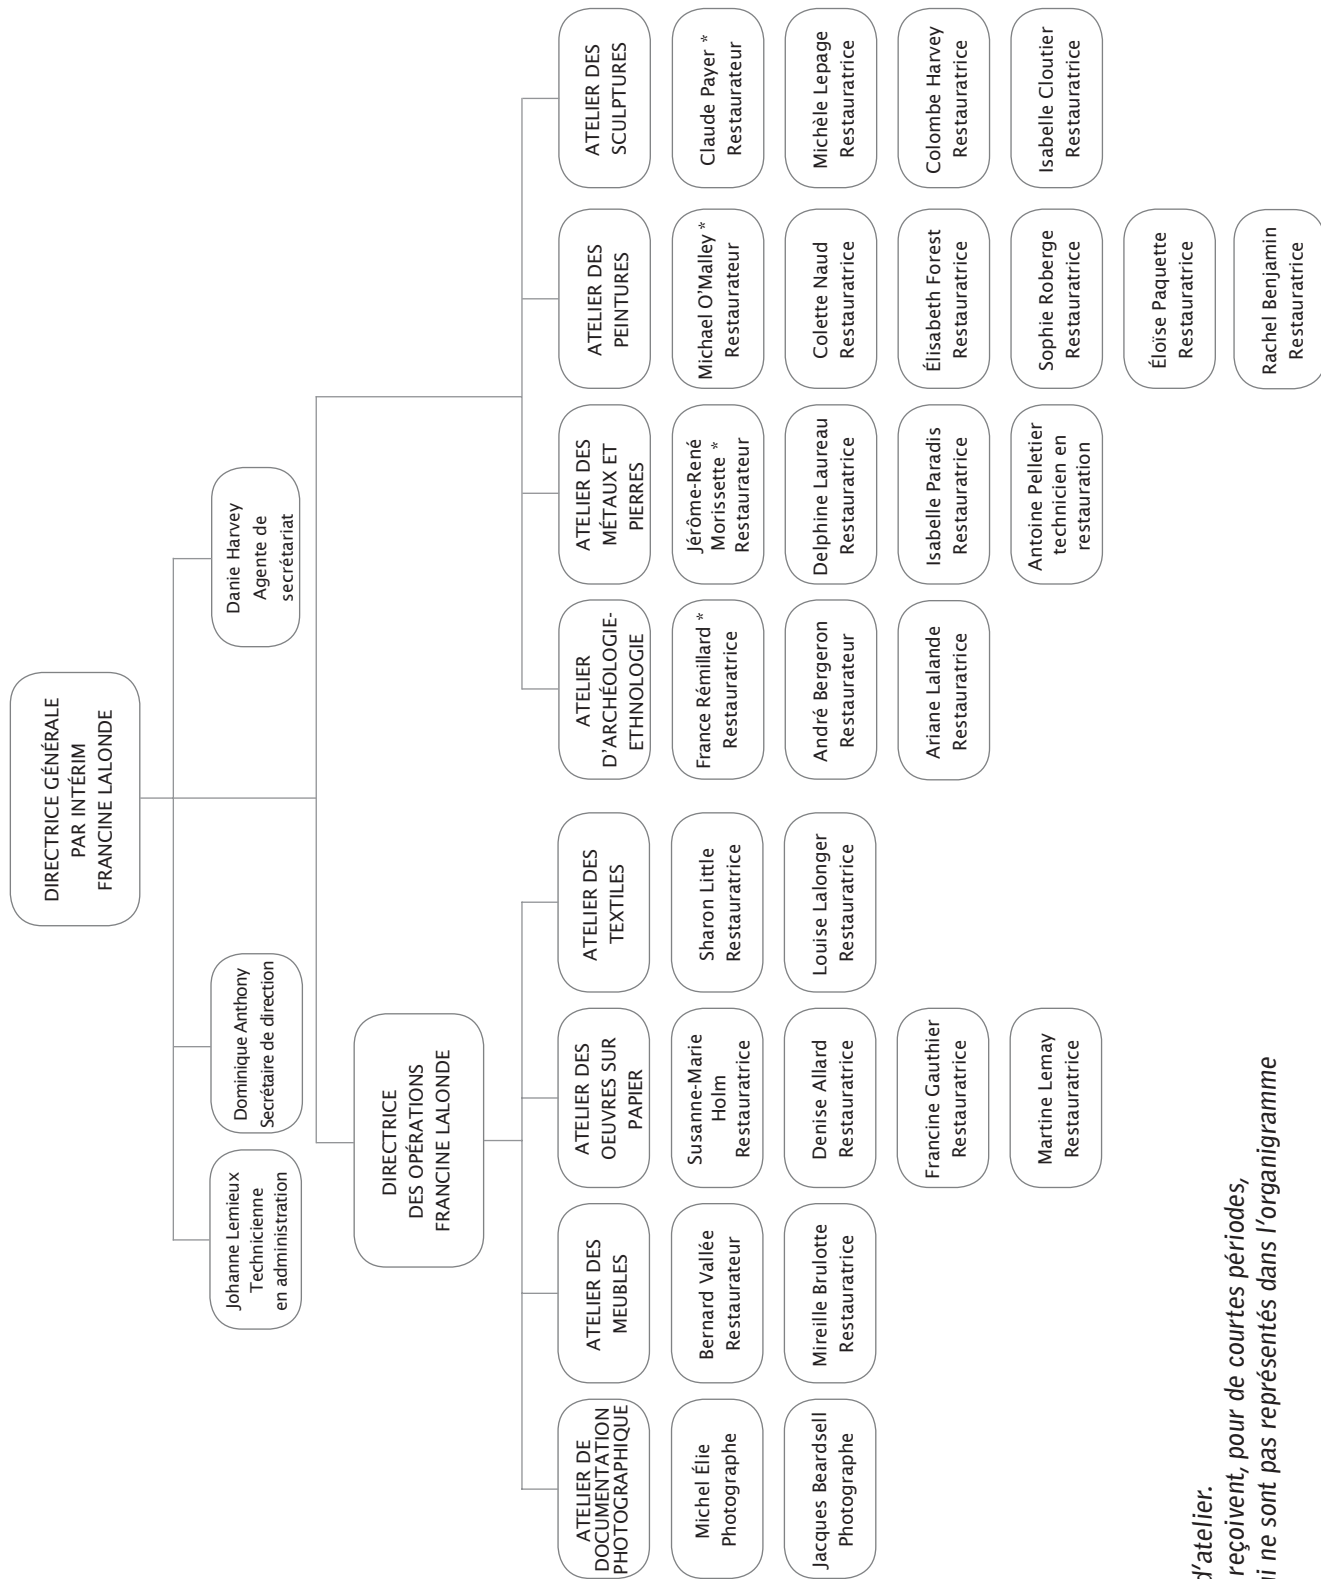 DIRECTRICE GÉNÉRALE
PAR INTÉRIM
FRANCINE LALONDE
Johanne Lemieux
Technicienne
en administration
Dominique Anthony
Secrétaire de direction
Danie Harvey
Agente de
secrétariat
DIRECTRICE
DES OPÉRATIONS
FRANCINE LALONDE
ATELIER DE
DOCUMENTATION
PHOTOGRAPHIQUE
Michel Élie
Photographe
Jacques Beardsell
Photographe
ATELIER DES
MEUBLES
Bernard Vallée
Restaurateur
Mireille Brulotte
Restauratrice
ATELIER DES
OEUVRES SUR
PAPIER
Susanne-Marie
Holm
Restauratrice
Denise Allard
Restauratrice
Francine Gauthier
Restauratrice
Martine Lemay
Restauratrice
ATELIER DES
TEXTILES
Sharon Little
Restauratrice
Louise Lalonger
Restauratrice
ATELIER
D'ARCHÉOLOGIE-
ETHNOLOGIE
France Rémillard *
Restauratrice
André Bergeron
Restaurateur
Ariane Lalande
Restauratrice
ATELIER DES
MÉTAUX ET
PIERRES
Jérôme-René
Morissette *
Restaurateur
Delphine Laureau
Restauratrice
Isabelle Paradis
Restauratrice
Antoine Pelletier
technicien en
restauration
ATELIER DES
PEINTURES
Michael O'Malley *
Restaurateur
Colette Naud
Restauratrice
Élisabeth Forest
Restauratrice
Sophie Roberge
Restauratrice
Éloïse Paquette
Restauratrice
Rachel Benjamin
Restauratrice
ATELIER DES
SCULPTURES
Claude Payer *
Restaurateur
Michèle Lepage
Restauratrice
Colombe Harvey
Restauratrice
Isabelle Cloutier
Restauratrice
d'atelier.
reçoivent, pour de courtes périodes,
ne sont pas représentés dans l'organigramme